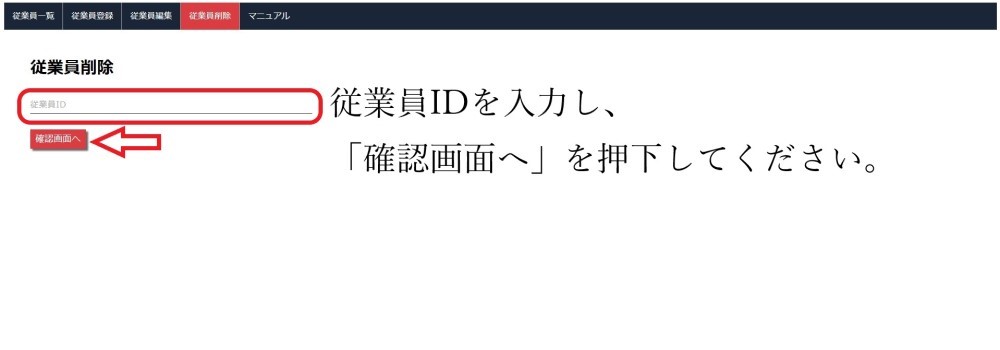 従業員一覧 従業員登録 従業員編集 従業員削除 マニュアル
従業員削除
従業員ID
従業員IDを入力し、
確認画面へ
「確認画面へ」を押下してください。